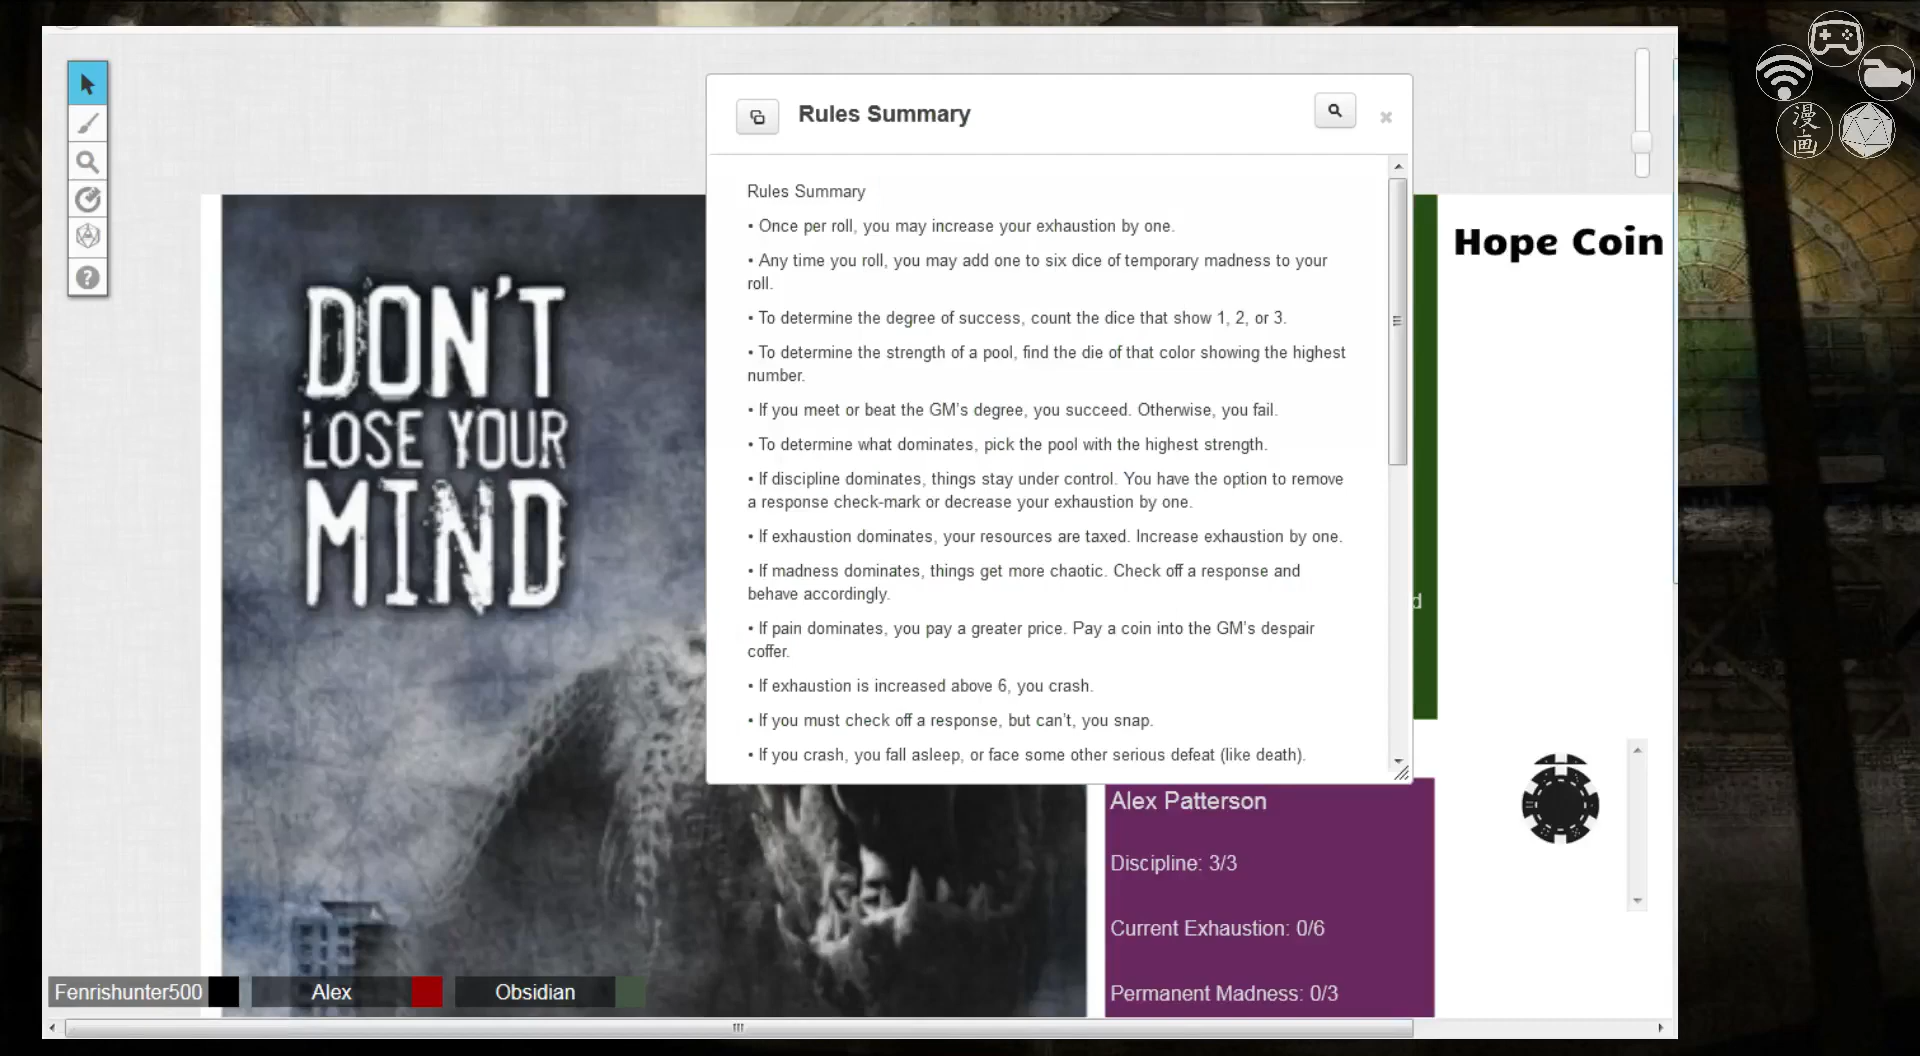 Rules Summary
Rules Summary
• Once per roll, you may increase your exhaustion by one.
• Any time you roll, you may add one to six dice of temporary madness to your
roll.
• To determine the degree of success, count the dice that show 1, 2, or 3.
• To determine the strength of a pool, find the die of that color showing the highest
number.
• If you meet or beat the GM's degree, you succeed. Otherwise, you fail.
• To determine what dominates, pick the pool with the highest strength.
• If discipline dominates, things stay under control. You have the option to remove
a response check-mark or decrease your exhaustion by one.
• If exhaustion dominates, your resources are taxed. Increase exhaustion by one.
• If madness dominates, things get more chaotic. Check off a response and
behave accordingly.
• If pain dominates, you pay a greater price. Pay a coin into the GM's despair
coffer.
• If exhaustion is increased above 6, you crash.
• If you must check off a response, but can't, you snap.
• If you crash, you fall asleep, or face some other serious defeat (like death).
DON'T
LOSE YOUR
MIND
Hope Coin
d
漫
画
Alex Patterson
Discipline: 3/3
Current Exhaustion: 0/6
Permanent Madness: 0/3
Fenrishunter500
Alex
Obsidian